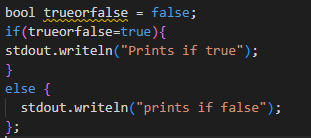 bool trueorfalse = false;
if(trueorfalse=true){
stdout.writeln("Prints if true");
}
else {
  stdout.writeln("prints if false");
};